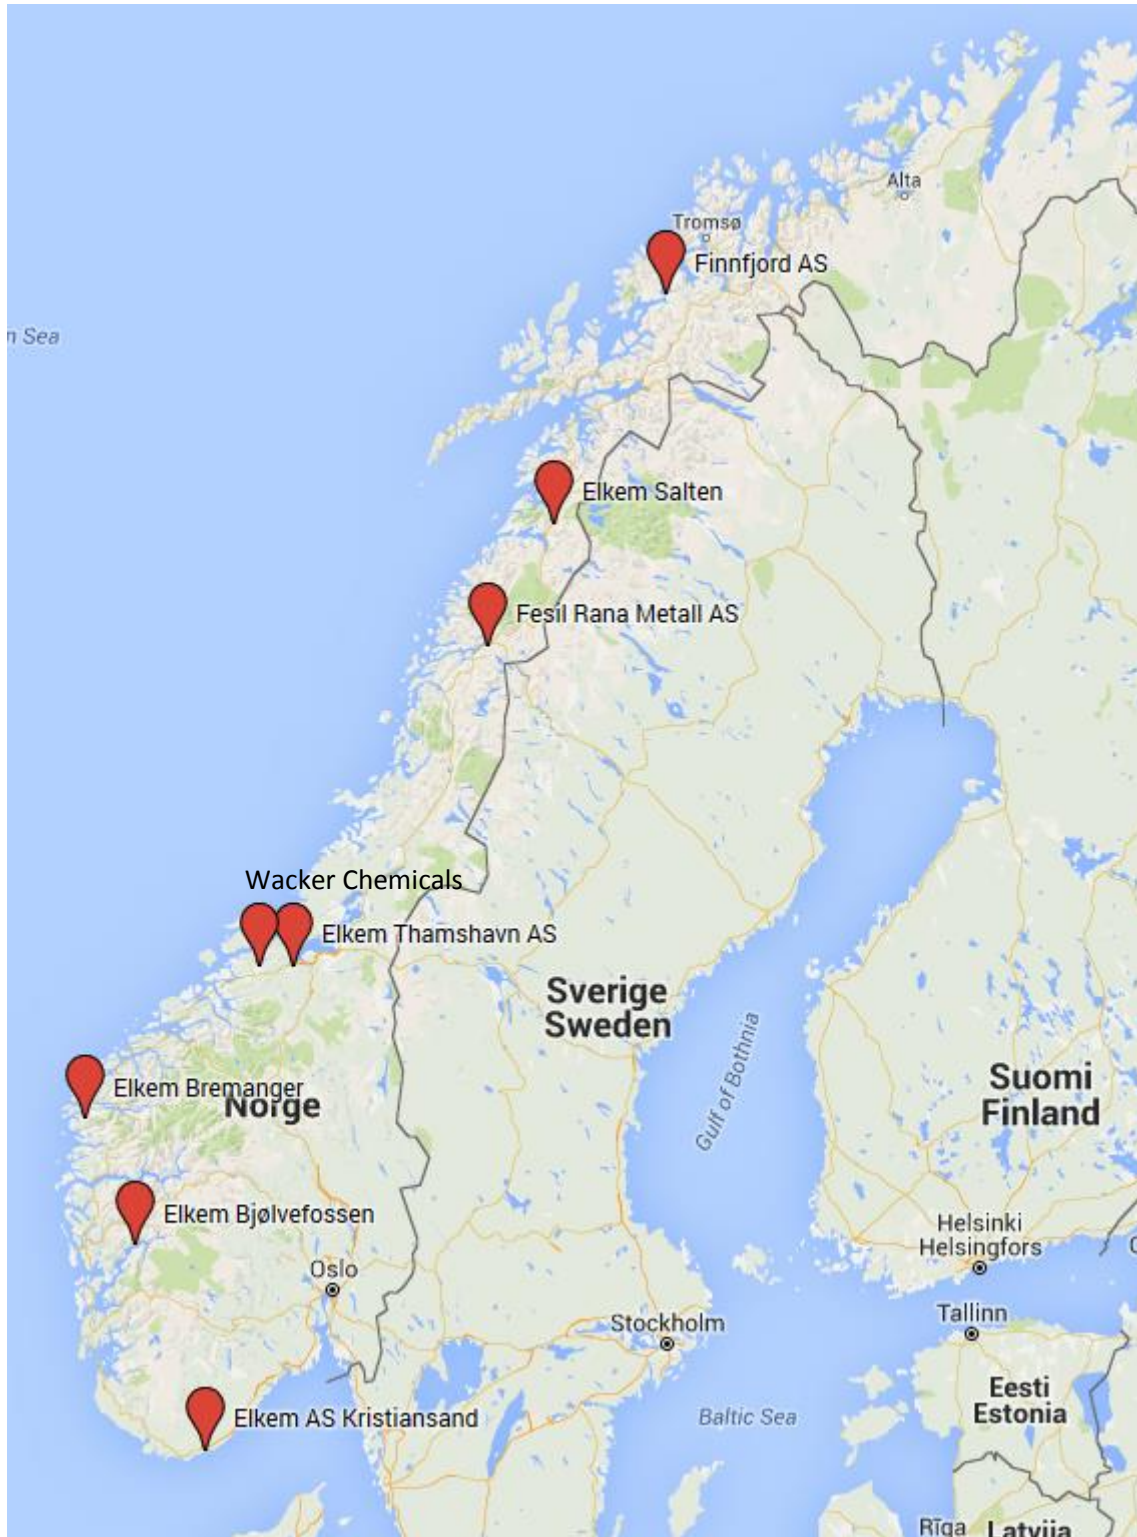 Alta
Tromsø
Finnfjord AS
n Sea
Elkem Salten
Fesil Rana Metall AS
Wacker Chemicals
Elkem Thamshavn AS
Sverige
Sweden
Gulf of Bothnia
Suomi
Finland
Elkem Bremanger
Norge
Elkem Bjølvefossen
Helsinki
Helsingfors
Oslo
Tallinn
Stockholm
Eesti
Estonia
Elkem AS Kristiansand
Baltic Sea
Rīga
Latvija